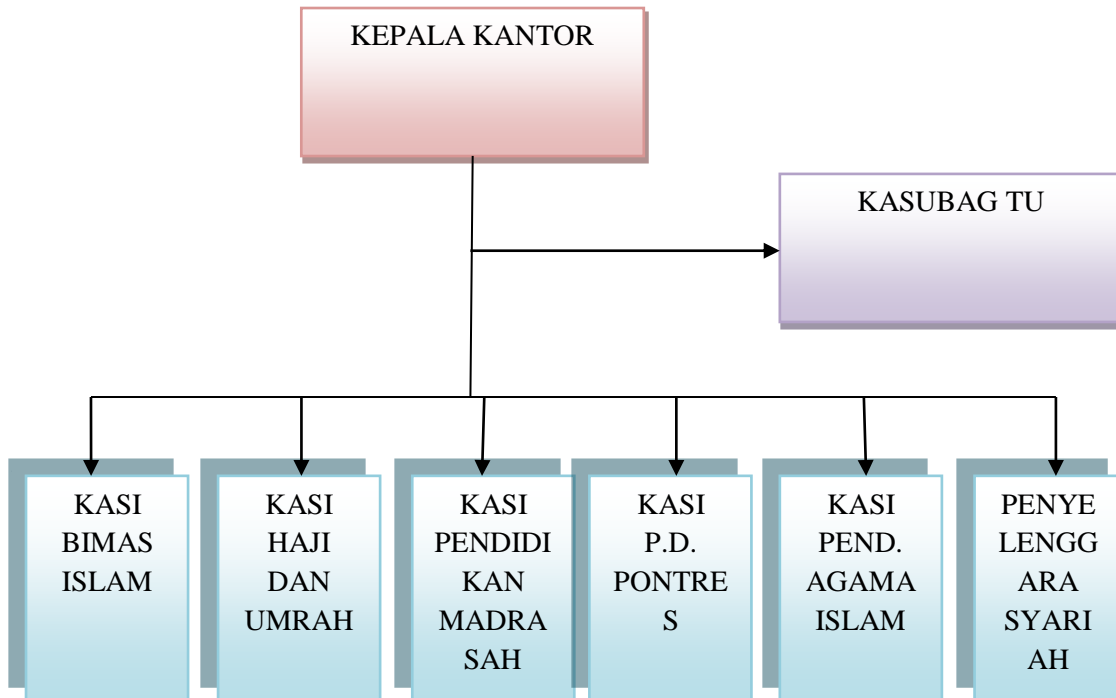 KEPALA KANTOR
KASUBAG TU
KASI
BIMAS
ISLAM
KASI
HAJI
DAN
UMRAH
KASI
PENDIDI
KAN
MADRA
SAH
KASI
P.D.
PONTRE
S
KASI
PEND.
AGAMA
ISLAM
PENYE
LENGG
ARA
SYARI
AH